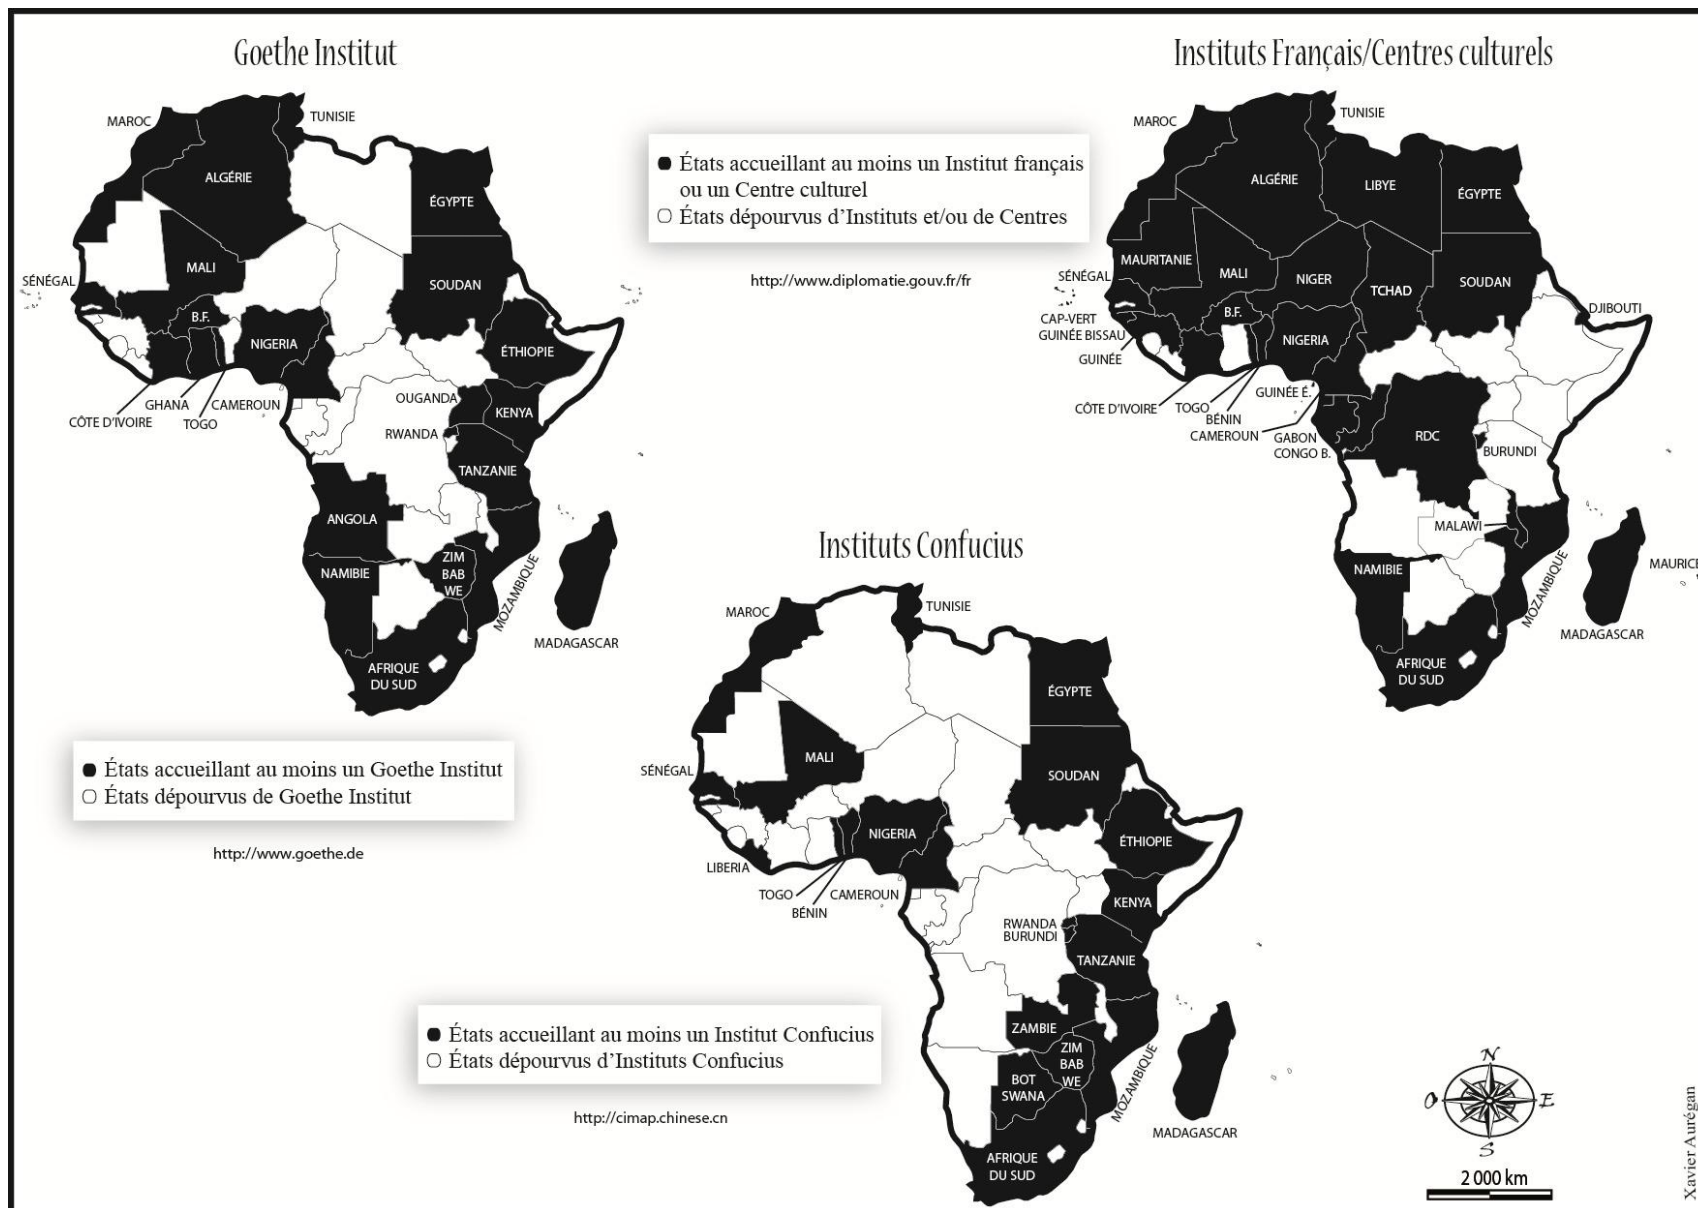 Goethe Institut
MAROC
TUNISIE
ALGÉRIE
ÉGYPTE
MALI
SÉNÉGAL
SOUDAN
B.F.
NIGERIA
ÉTHIOPIE
OUGANDA
CÔTE D'IVOIRE
GHANA
TOGO
CAMEROUN
KENYA
RWANDA
TANZANIE
ANGOLA
NAMIBIE
ZIM
BAB
WE
MOZAMBIQUE
MADAGASCAR
AFRIQUE
DU SUD
● États accueillant au moins un Goethe Institut
○ États dépourvus de Goethe Institut
http://www.goethe.de
Instituts Français/Centres culturels
● États accueillant au moins un Institut français
ou un Centre culturel
○ États dépourvus d'Instituts et/ou de Centres
http://www.diplomatie.gouv.fr/fr
MAROC
TUNISIE
ALGÉRIE
LIBYE
ÉGYPTE
MAURITANIE
MALI
NIGER
TCHAD
SOUDAN
SÉNÉGAL
CAP-VERT
GUINÉE BISSAU
GUINÉE
B.F.
NIGERIA
DJIBOUTI
CÔTE D'IVOIRE
TOGO
BÉNIN
CAMEROUN
GUINÉE É.
GABON
CONGO B.
RDC
BURUNDI
MALAWI
NAMIBIE
MOZAMBIQUE
MAURICE
MADAGASCAR
AFRIQUE
DU SUD
Instituts Confucius
MAROC
TUNISIE
ÉGYPTE
MALI
SÉNÉGAL
SOUDAN
NIGERIA
ÉTHIOPIE
LIBERIA
TOGO
BÉNIN
CAMEROUN
KENYA
RWANDA
BURUNDI
TANZANIE
ZAMBIE
ZIM
BAB
WE
BOT
SWANA
MOZAMBIQUE
MADAGASCAR
AFRIQUE
DU SUD
● États accueillant au moins un Institut Confucius
○ États dépourvus d'Instituts Confucius
http://cimap.chinese.cn
N
O
E
S
2 000 km
Xavier Aurégan